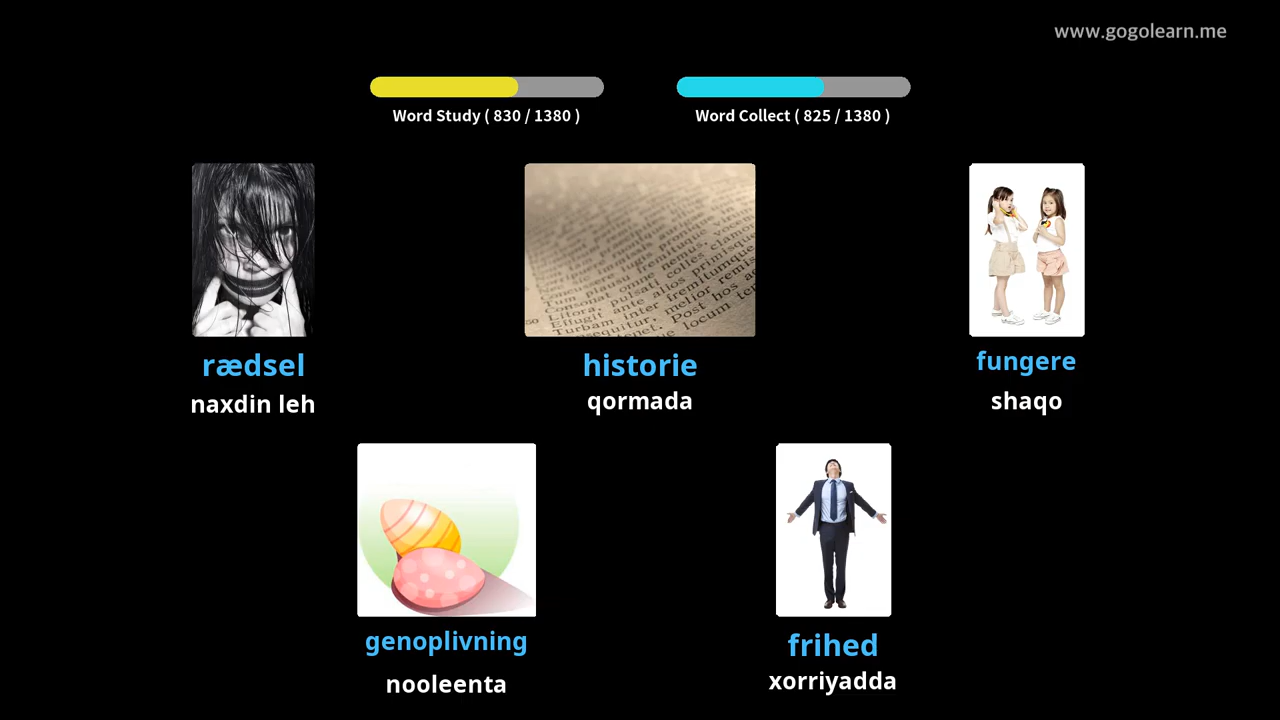 www.gogolearn.me
Word Study ( 830 / 1380 )
Word Collect ( 825 / 1380 )
rædsel
naxdin leh
historie
qormada
fungere
shaqo
genoplivning
nooleenta
frihed
xorriyadda